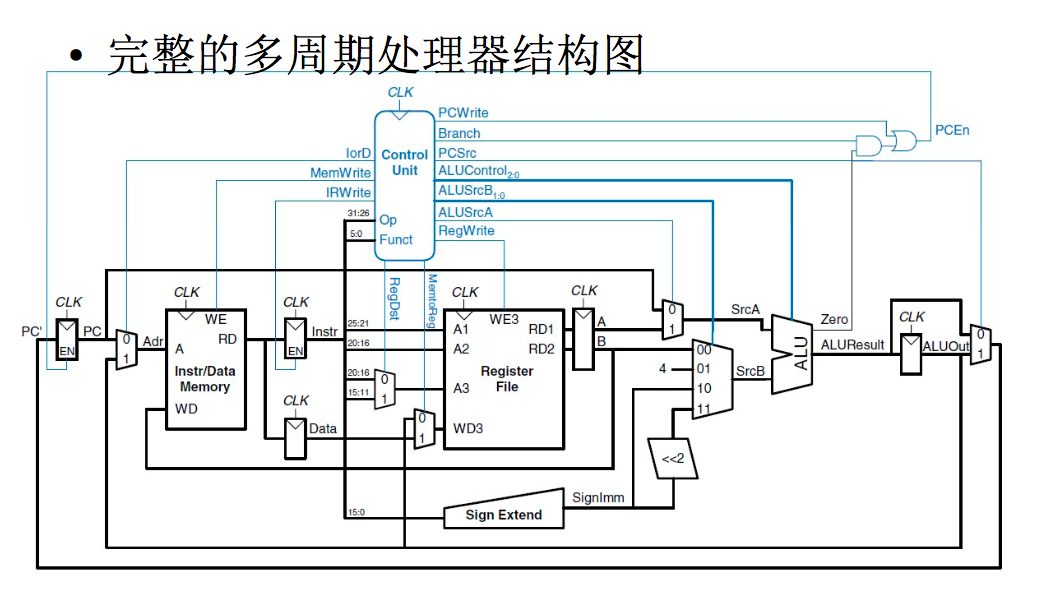 • 完整的多周期处理器结构图
CLK
PCWrite
Branch
PCEn
IorD
Control Unit
PCSrc
MemWrite
ALUControl2:0
IRWrite
ALUSrcB1:0
31:26
Op
ALUSrcA
5:0
Funct
RegWrite
RegDst
MemtoReg
CLK
CLK
CLK
CLK
CLK
PC'
PC
EN
0
1
Adr
WE
A
RD
Instr/Data
Memory
WD
EN
Instr
CLK
Data
25:21
20:16
20:16
15:11
0
1
0
1
A1
A2
A3
WD3
WE3
RD1
RD2
Register
File
A
B
0
1
SrcA
4
00
01
10
11
SrcB
<<2
ALU
Zero
ALUResult
CLK
ALUOut
0
1
15:0
Sign Extend
SignImm